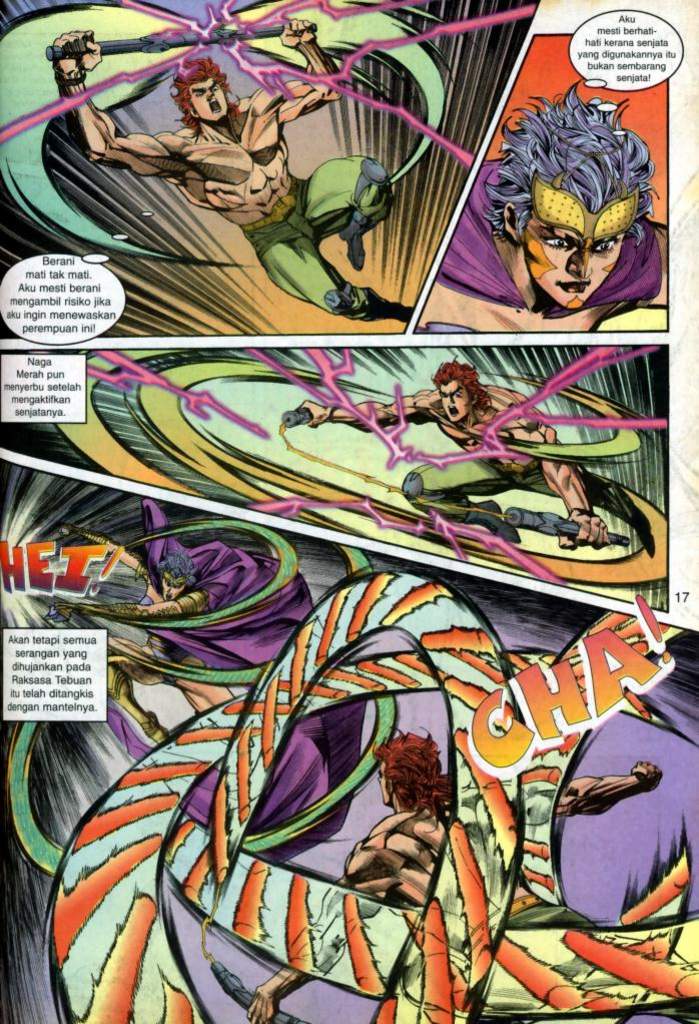 Berani
mati tak mati.
Aku mesti berani
mengambil risiko jika
aku ingin menewaskan
perempuan ini!
Aku
mesti berhati-
hati kerana senjata
yang digunakannya itu
bukan sembarang
senjata!
Naga
Merah pun
menyerbu setelah
mengaktifkan
senjatanya.
HEI!
Akan tetapi semua
serangan yang
dihujankan pada
Raksasa Tebuan
itu telah ditangkis
dengan mantelnya.
17
CHA!